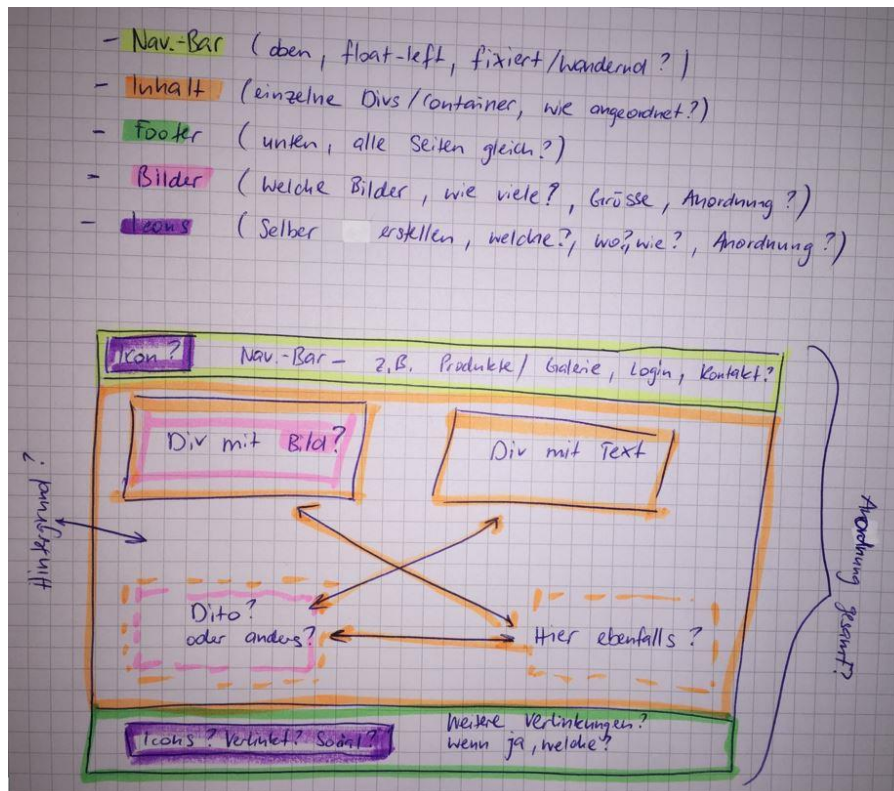 - Nav.-Bar (oben, float-left, fixiert/wandernd?)
- Inhalt (einzelne Divs/Container, wie angeordnet?)
- Footer (unten, alle Seiten gleich?)
- Bilder (Welche Bilder, wie viele?, Grösse, Anordnung?)
- Icons (Selber erstellen, welche?, wo?, wie?, Anordnung?)
Icon? Nav.-Bar - z.B. Produkte/Galerie, Login, Kontakt?
Div mit Bild?
Div mit Text
Hintergrund?
Dito?
oder anders?
Hier ebenfalls?
Anordnung gesamt?
Icons? Verlinkt? Social?
Weitere Verlinkungen?
wenn ja, welche?